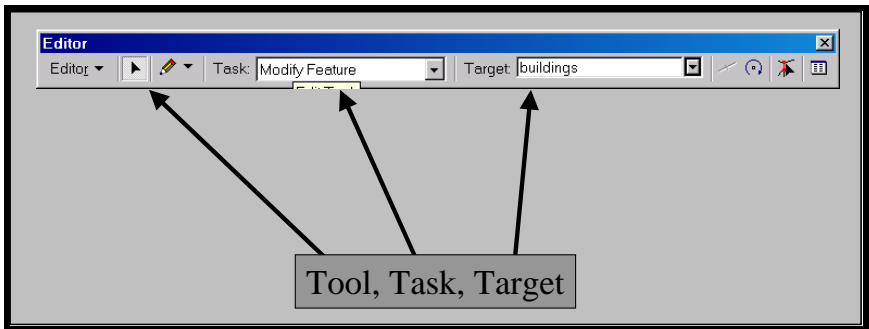 Editor
Editor Task: Modify Feature Target: buildings
Tool, Task, Target